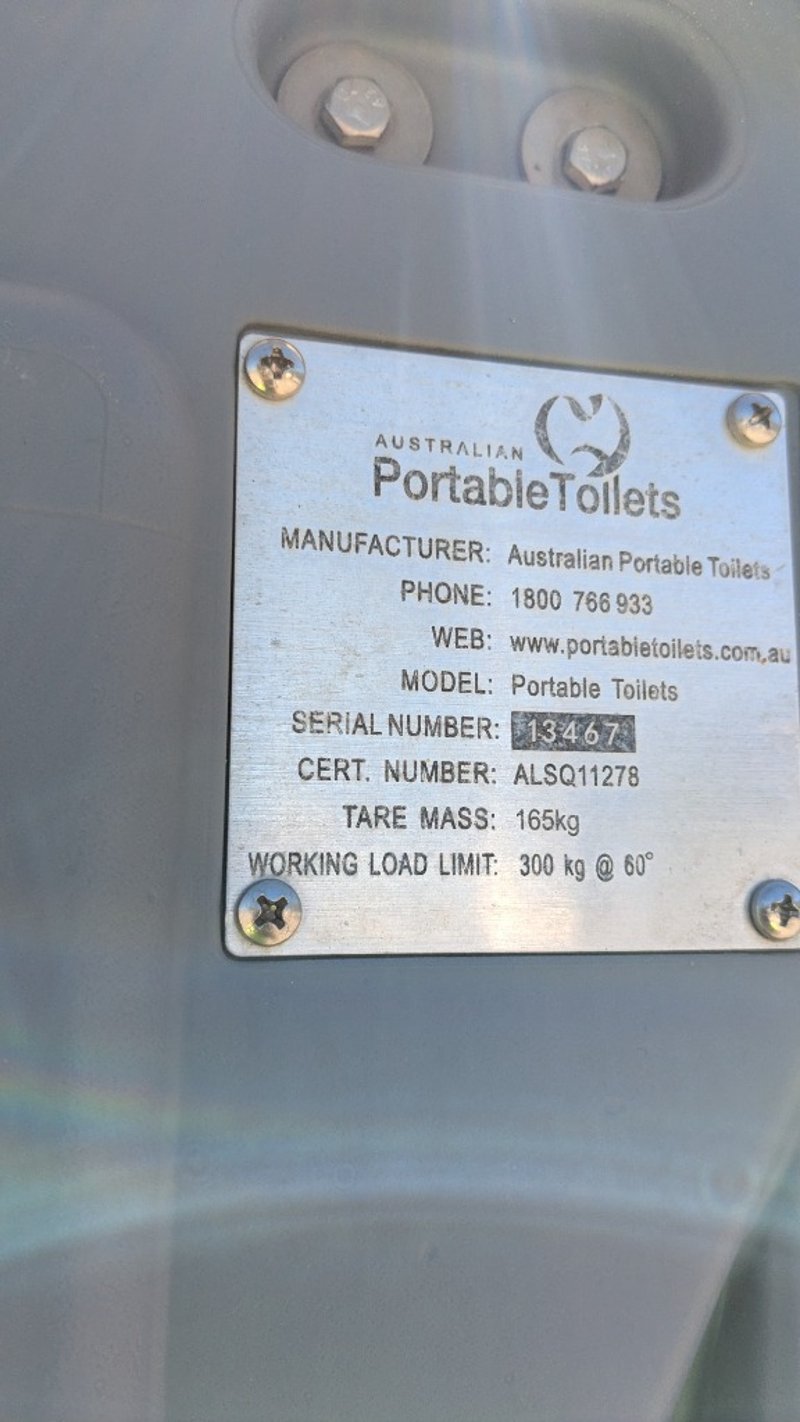 AUSTRALIAN
PortableToilets
MANUFACTURER: Australian Portable Toilets
PHONE: 1800 766 933
WEB: www.portabletoilets.com.au
MODEL: Portable Toilets
SERIAL NUMBER: 13467
CERT. NUMBER: ALSQ11278
TARE MASS: 165kg
WORKING LOAD LIMIT: 300 kg @ 60°